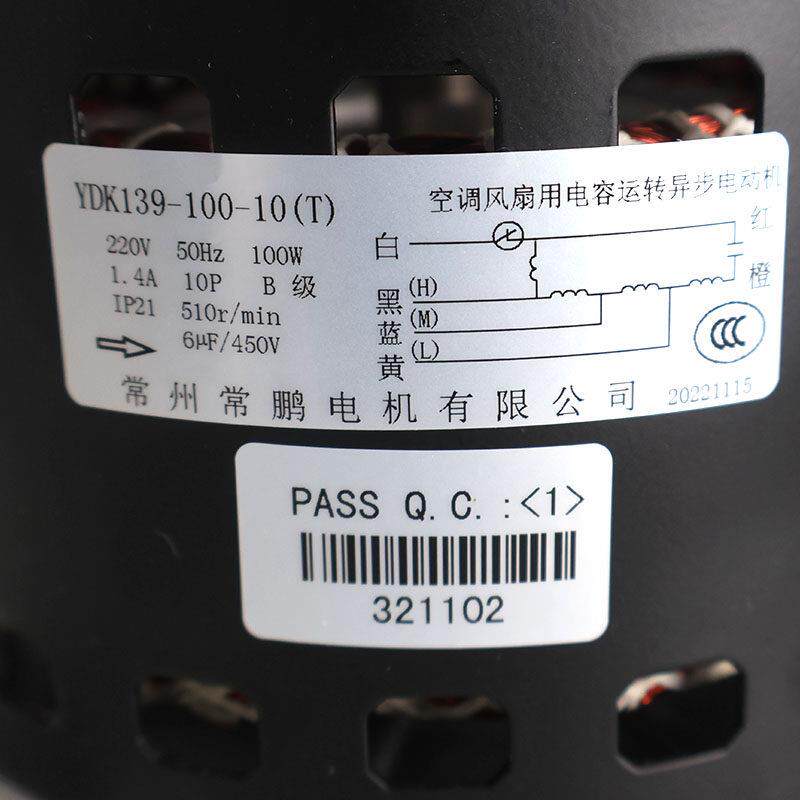 YDK139-100-10(T)
空调风扇用电容运转异步电动机
220V 50Hz 100W
1.4A 10P B 级
IP21 510r/min
6μF/450V
白
红
橙
黑 (H)
蓝 (M)
黄 (L)
CCC
常州常鹏电机有限公司 20221115
PASS Q.C.:<1>
321102